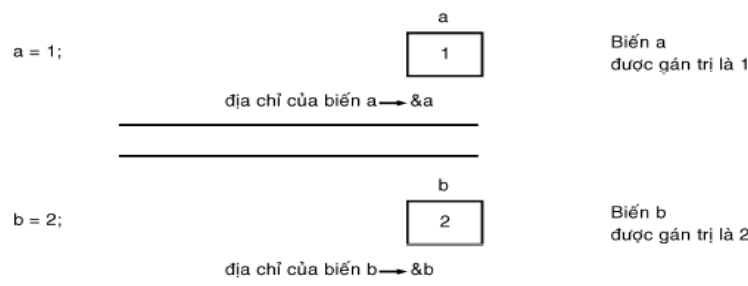 a
a = 1;
1
Biến a
được gán trị là 1
địa chỉ của biến a → &a
b
b = 2;
2
Biến b
được gán trị là 2
địa chỉ của biến b → &b